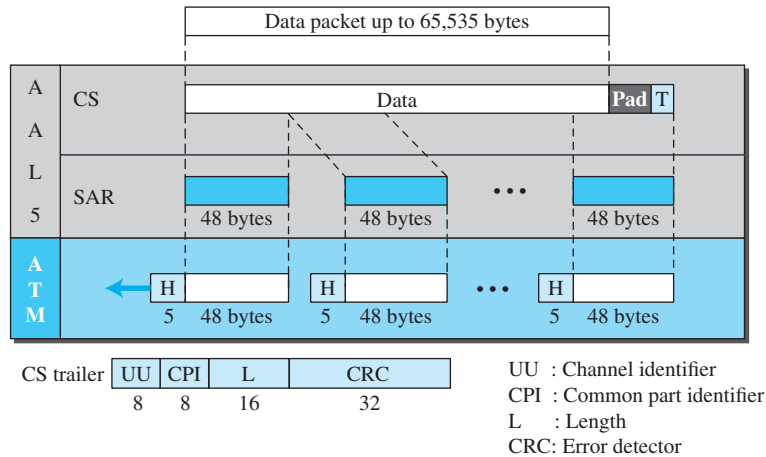 Data packet up to 65,535 bytes
A
A
L
5
CS
Data
Pad
T
SAR
48 bytes
48 bytes
•••
48 bytes
A
T
M
H
H
•••
H
5 48 bytes
5 48 bytes
5 48 bytes
CS trailer
UU CPI L CRC
8 8 16 32
UU : Channel identifier
CPI : Common part identifier
L : Length
CRC: Error detector